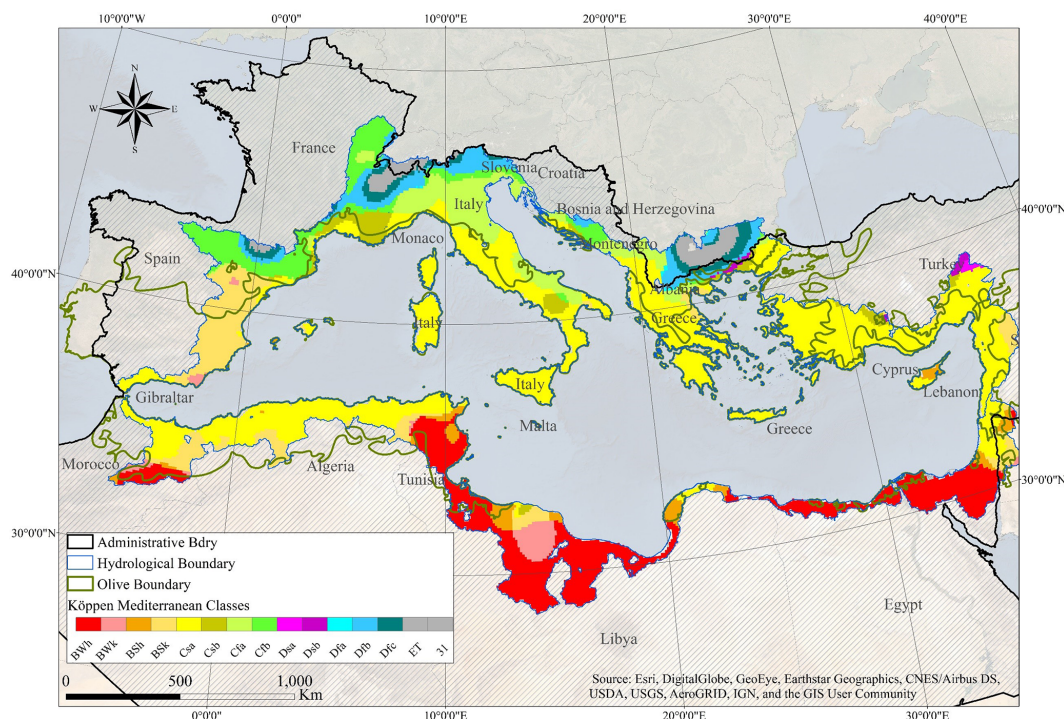 10°0'0"W 0°0'0" 10°0'0"E 20°0'0"E 30°0'0"E 40°0'0"E
N
W E
S
France
Slovenia
Croatia
Bosnia and Herzegovina
Italy
Monaco
Montenegro
40°0'0"N
Spain
Turkey
40°0'0"N
Albania
Greece
Italy
Italy
Cyprus
Lebanon
S
Gibraltar
Malta
Greece
Morocco
Algeria
Tunisia
30°0'0"N
30°0'0"N
Administrative Bdry
Hydrological Boundary
Olive Boundary
Köppen Mediterranean Classes
BWh BWk BSh BSk Csa Csb Cfa Cfb Dsa Dsb Dfa Dfb Dfc ET 31
Egypt
Libya
0 500 1,000
Km
Source: Esri, DigitalGlobe, GeoEye, Earthstar Geographics, CNES/Airbus DS,
USDA, USGS, AeroGRID, IGN, and the GIS User Community
0°0'0" 10°0'0"E 20°0'0"E 30°0'0"E